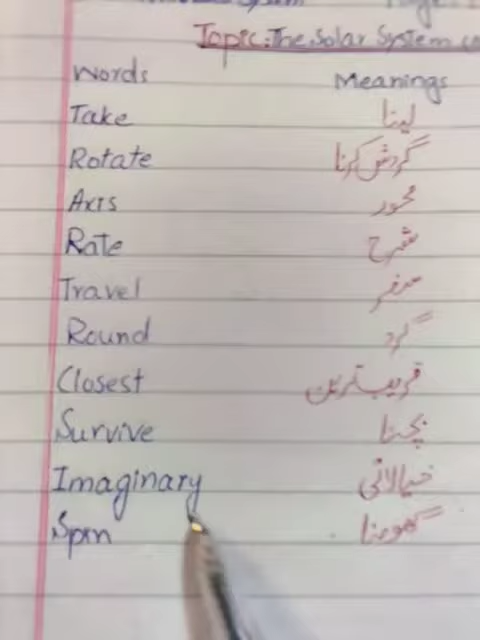 Topic: The Solar System
Words Meanings
Take لینا
Rotate گردش کرنا
Axis محور
Rate شرح
Travel سفر
Round گرد
Closest قریب ترین
Survive بچنا
Imaginary خیالاتی
Spin گھومنا